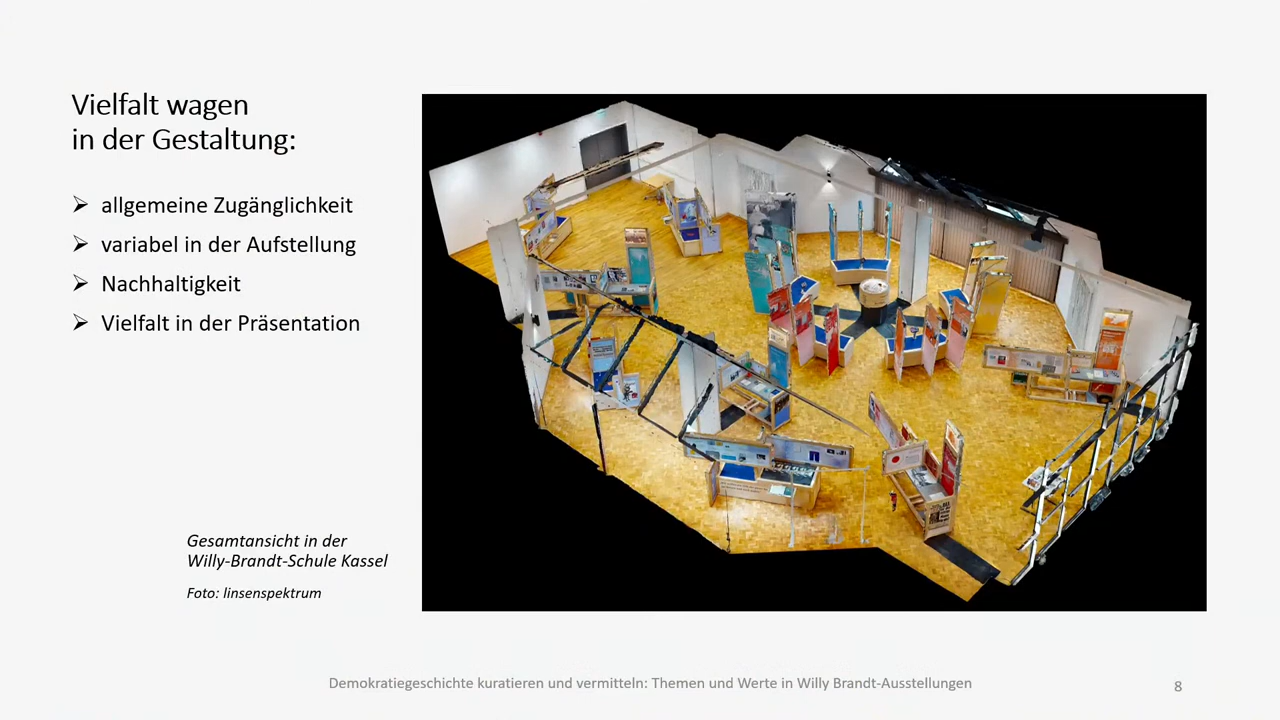 Vielfalt wagen
in der Gestaltung:
allgemeine Zugänglichkeit
variabel in der Aufstellung
Nachhaltigkeit
Vielfalt in der Präsentation
Gesamtansicht in der
Willy-Brandt-Schule Kassel
Foto: linsenspektrum
Demokratiegeschichte kuratieren und vermitteln: Themen und Werte in Willy Brandt-Ausstellungen
8